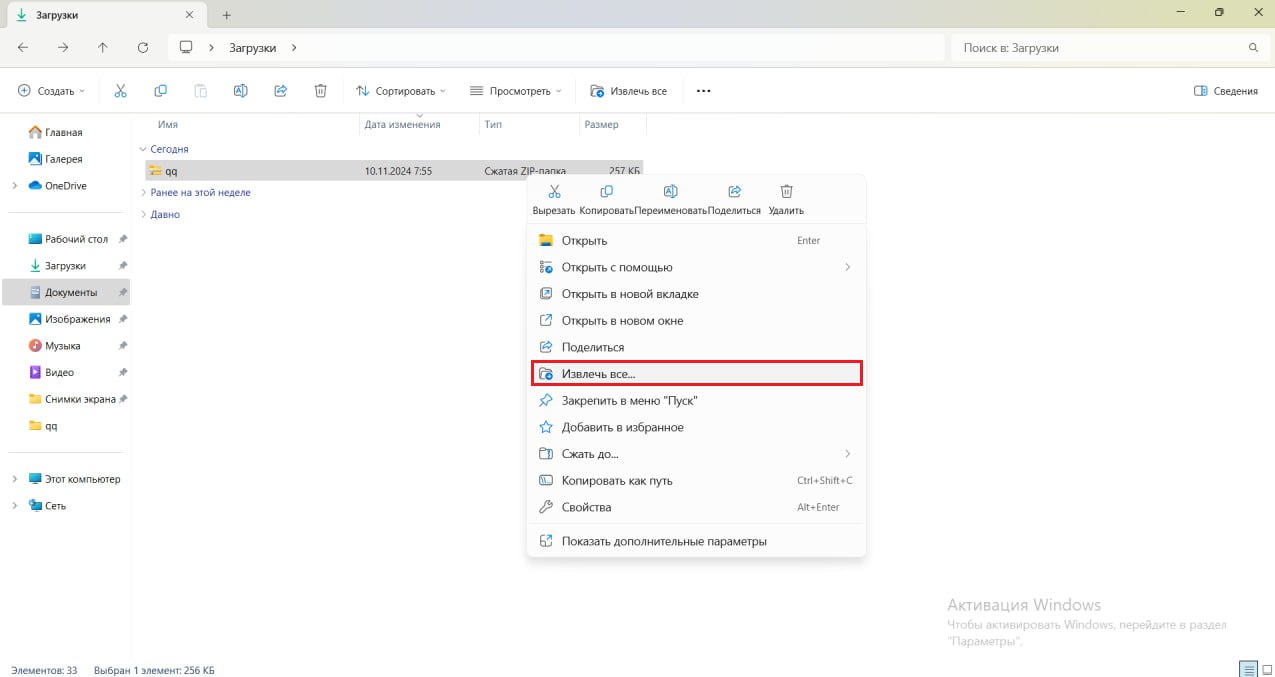 Загрузки
Загрузки
Поиск в: Загрузки
Создать
Сортировать
Просмотреть
Извлечь все
Сведения
Имя
Дата изменения
Тип
Размер
Главная
Галерея
OneDrive
Рабочий стол
Загрузки
Документы
Изображения
Музыка
Видео
Снимки экрана
qq
Этот компьютер
Сеть
Сегодня
qq 10.11.2024 7:55 Сжатая ZIP-папка 257 КБ
Ранее на этой неделе
Давно
Вырезать Копировать Переименовать Поделиться Удалить
Открыть Enter
Открыть с помощью
Открыть в новой вкладке
Открыть в новом окне
Поделиться
Извлечь все...
Закрепить в меню "Пуск"
Добавить в избранное
Сжать до...
Копировать как путь Ctrl+Shift+C
Свойства Alt+Enter
Показать дополнительные параметры
Активация Windows
Чтобы активировать Windows, перейдите в раздел
"Параметры".
Элементов: 33 Выбран 1 элемент: 256 КБ